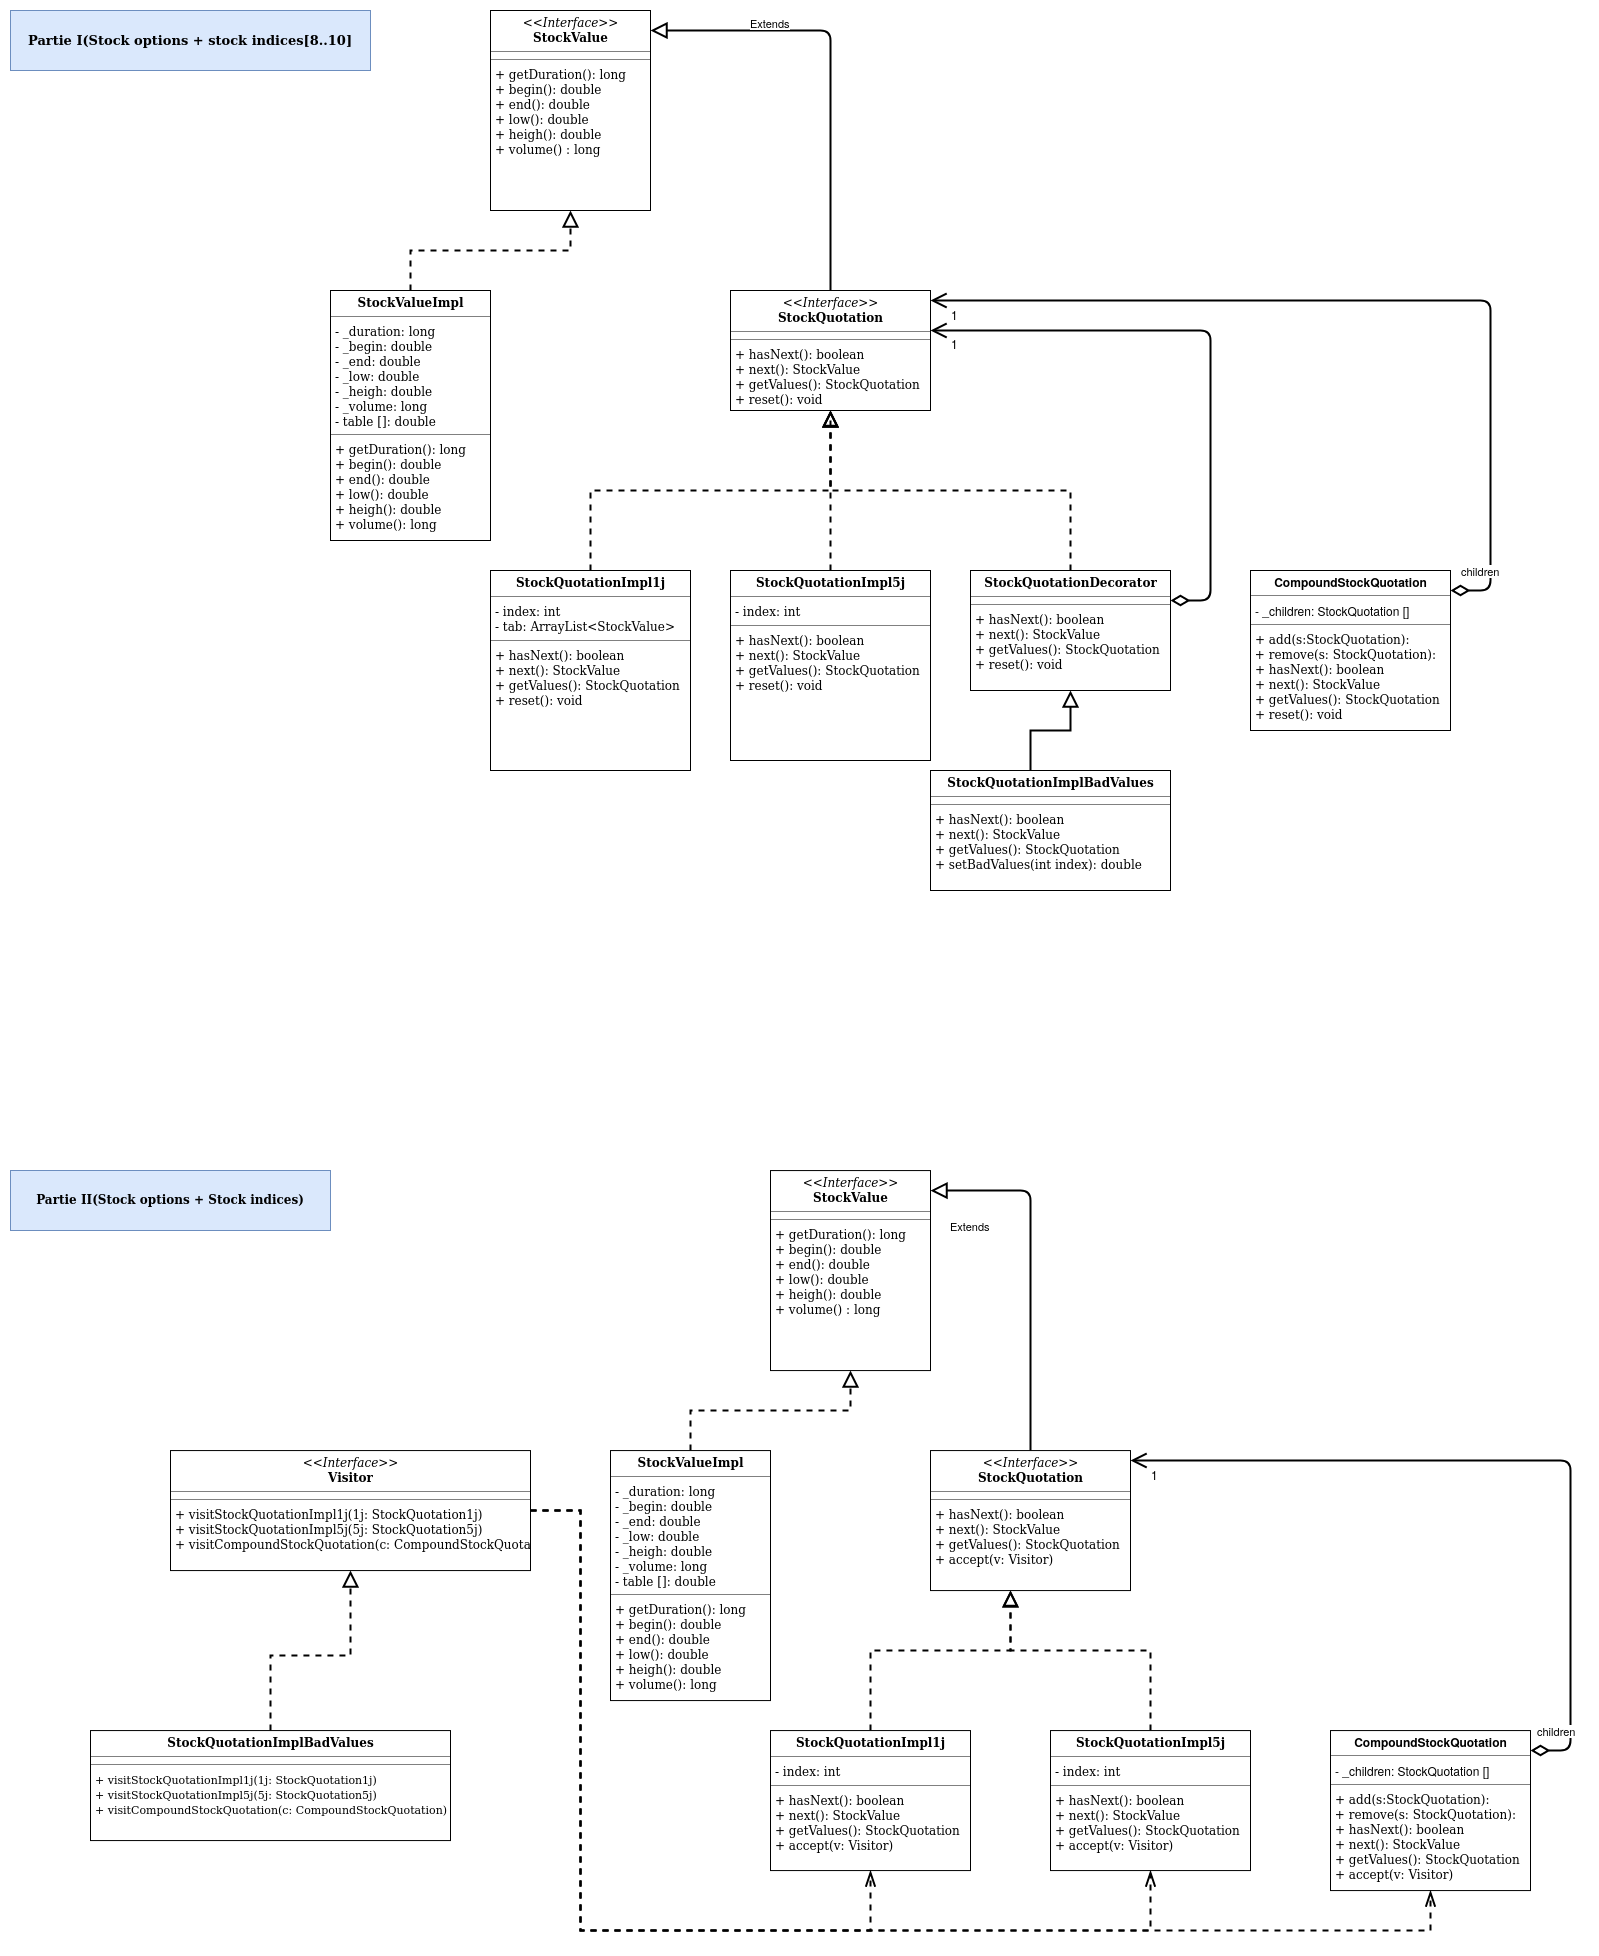 Partie I(Stock options + stock indices[8..10]
<<Interface>>
StockValue
+ getDuration(): long
+ begin(): double
+ end(): double
+ low(): double
+ heigh(): double
+ volume() : long
Extends
StockValueImpl
- _duration: long
- _begin: double
- _end: double
- _low: double
- _heigh: double
- _volume: long
- table []: double
+ getDuration(): long
+ begin(): double
+ end(): double
+ low(): double
+ heigh(): double
+ volume(): long
<<Interface>>
StockQuotation
+ hasNext(): boolean
+ next(): StockValue
+ getValues(): StockQuotation
+ reset(): void
1
1
StockQuotationImpl1j
- index: int
- tab: ArrayList<StockValue>
+ hasNext(): boolean
+ next(): StockValue
+ getValues(): StockQuotation
+ reset(): void
StockQuotationImpl5j
- index: int
+ hasNext(): boolean
+ next(): StockValue
+ getValues(): StockQuotation
+ reset(): void
StockQuotationDecorator
+ hasNext(): boolean
+ next(): StockValue
+ getValues(): StockQuotation
+ reset(): void
children
CompoundStockQuotation
- _children: StockQuotation []
+ add(s:StockQuotation):
+ remove(s: StockQuotation):
+ hasNext(): boolean
+ next(): StockValue
+ getValues(): StockQuotation
+ reset(): void
StockQuotationImplBadValues
+ hasNext(): boolean
+ next(): StockValue
+ getValues(): StockQuotation
+ setBadValues(int index): double
Partie II(Stock options + Stock indices)
<<Interface>>
StockValue
+ getDuration(): long
+ begin(): double
+ end(): double
+ low(): double
+ heigh(): double
+ volume() : long
Extends
<<Interface>>
Visitor
+ visitStockQuotationImpl1j(1j: StockQuotation1j)
+ visitStockQuotationImpl5j(5j: StockQuotation5j)
+ visitCompoundStockQuotation(c: CompoundStockQuota
StockValueImpl
- _duration: long
- _begin: double
- _end: double
- _low: double
- _heigh: double
- _volume: long
- table []: double
+ getDuration(): long
+ begin(): double
+ end(): double
+ low(): double
+ heigh(): double
+ volume(): long
<<Interface>>
StockQuotation
+ hasNext(): boolean
+ next(): StockValue
+ getValues(): StockQuotation
+ accept(v: Visitor)
1
StockQuotationImplBadValues
+ visitStockQuotationImpl1j(1j: StockQuotation1j)
+ visitStockQuotationImpl5j(5j: StockQuotation5j)
+ visitCompoundStockQuotation(c: CompoundStockQuotation)
StockQuotationImpl1j
- index: int
+ hasNext(): boolean
+ next(): StockValue
+ getValues(): StockQuotation
+ accept(v: Visitor)
StockQuotationImpl5j
- index: int
+ hasNext(): boolean
+ next(): StockValue
+ getValues(): StockQuotation
+ accept(v: Visitor)
children
CompoundStockQuotation
- _children: StockQuotation []
+ add(s:StockQuotation):
+ remove(s: StockQuotation):
+ hasNext(): boolean
+ next(): StockValue
+ getValues(): StockQuotation
+ accept(v: Visitor)